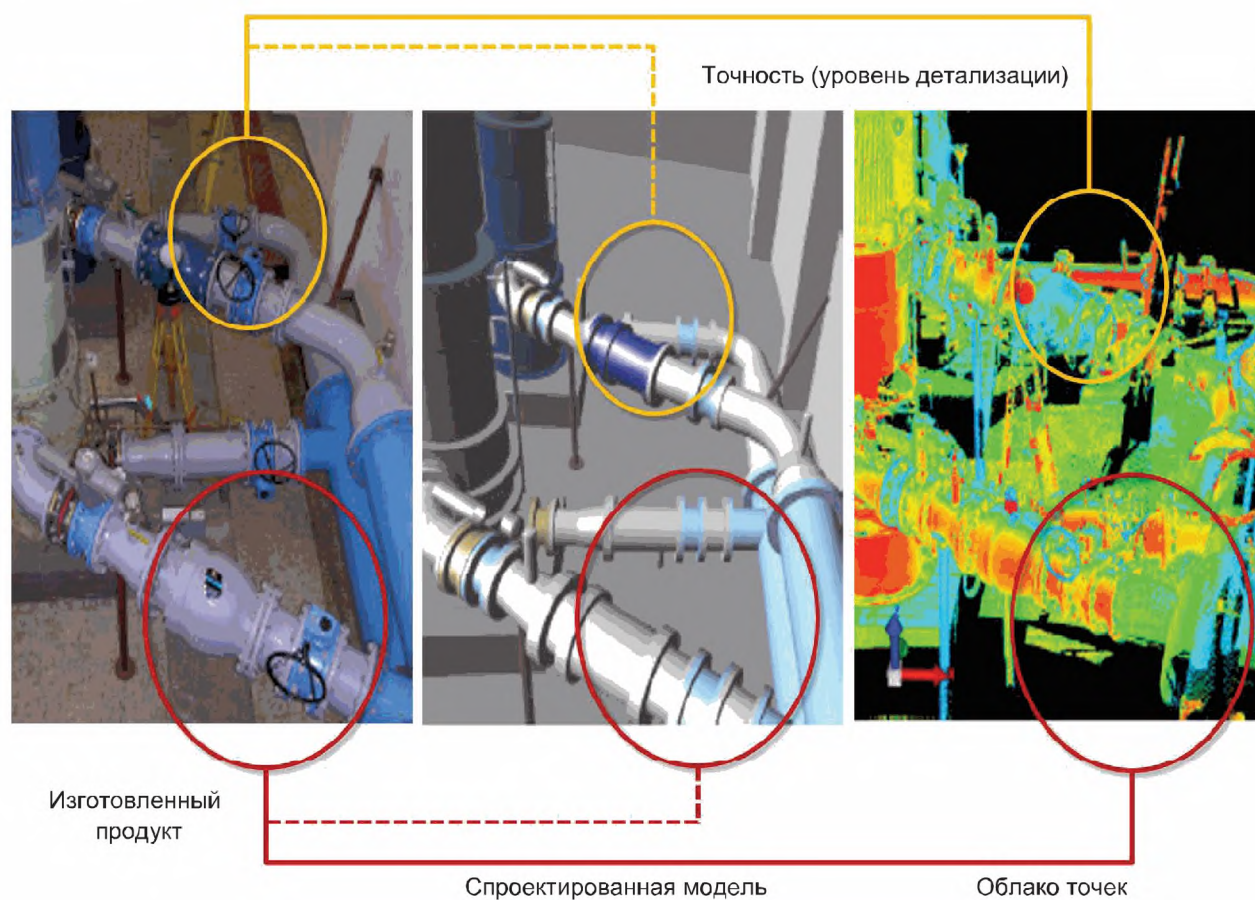 Точность (уровень детализации)
Изготовленный
продукт
Спроектированная модель
Облако точек